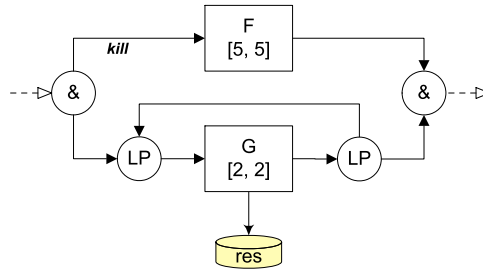 F
[5, 5]
kill
&
&
LP
G
[2, 2]
LP
res